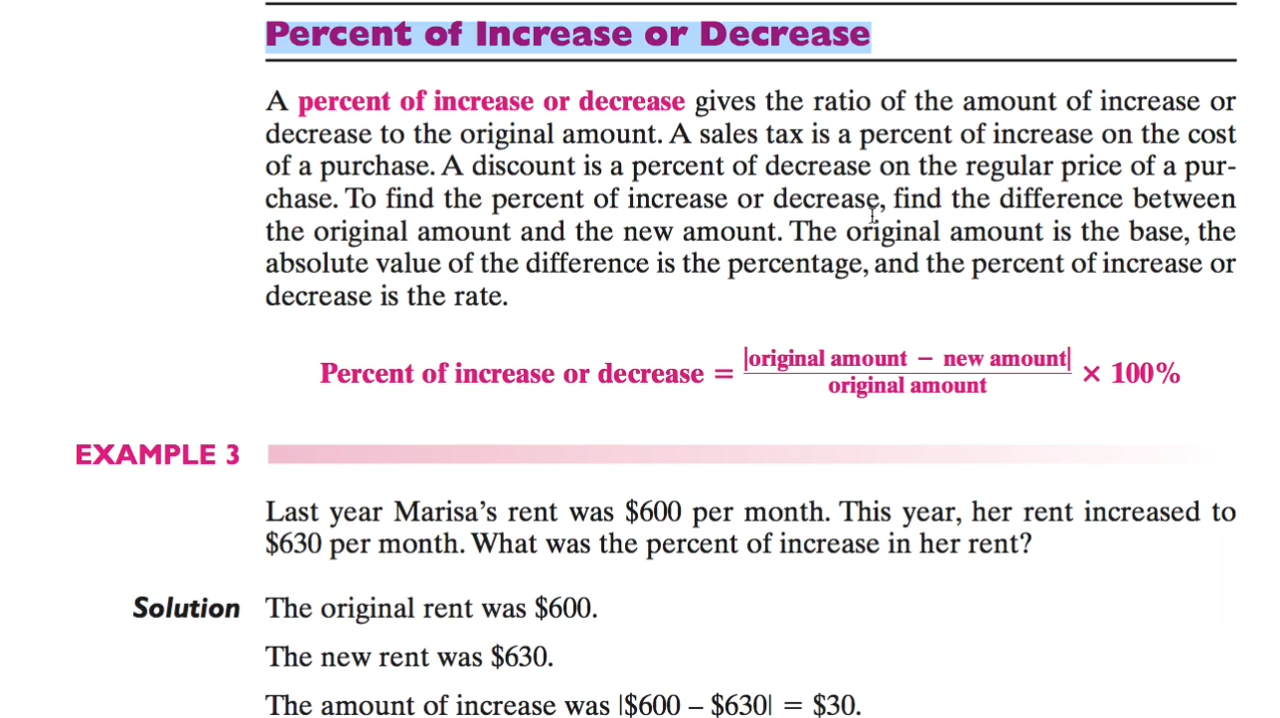 Percent of Increase or Decrease
A percent of increase or decrease gives the ratio of the amount of increase or
decrease to the original amount. A sales tax is a percent of increase on the cost
of a purchase. A discount is a percent of decrease on the regular price of a pur-
chase. To find the percent of increase or decrease, find the difference between
the original amount and the new amount. The original amount is the base, the
absolute value of the difference is the percentage, and the percent of increase or
decrease is the rate.
Percent of increase or decrease = |original amount − new amount| / original amount × 100%
EXAMPLE 3
Last year Marisa’s rent was $600 per month. This year, her rent increased to
$630 per month. What was the percent of increase in her rent?
Solution The original rent was $600.
The new rent was $630.
The amount of increase was |$600 – $630| = $30.